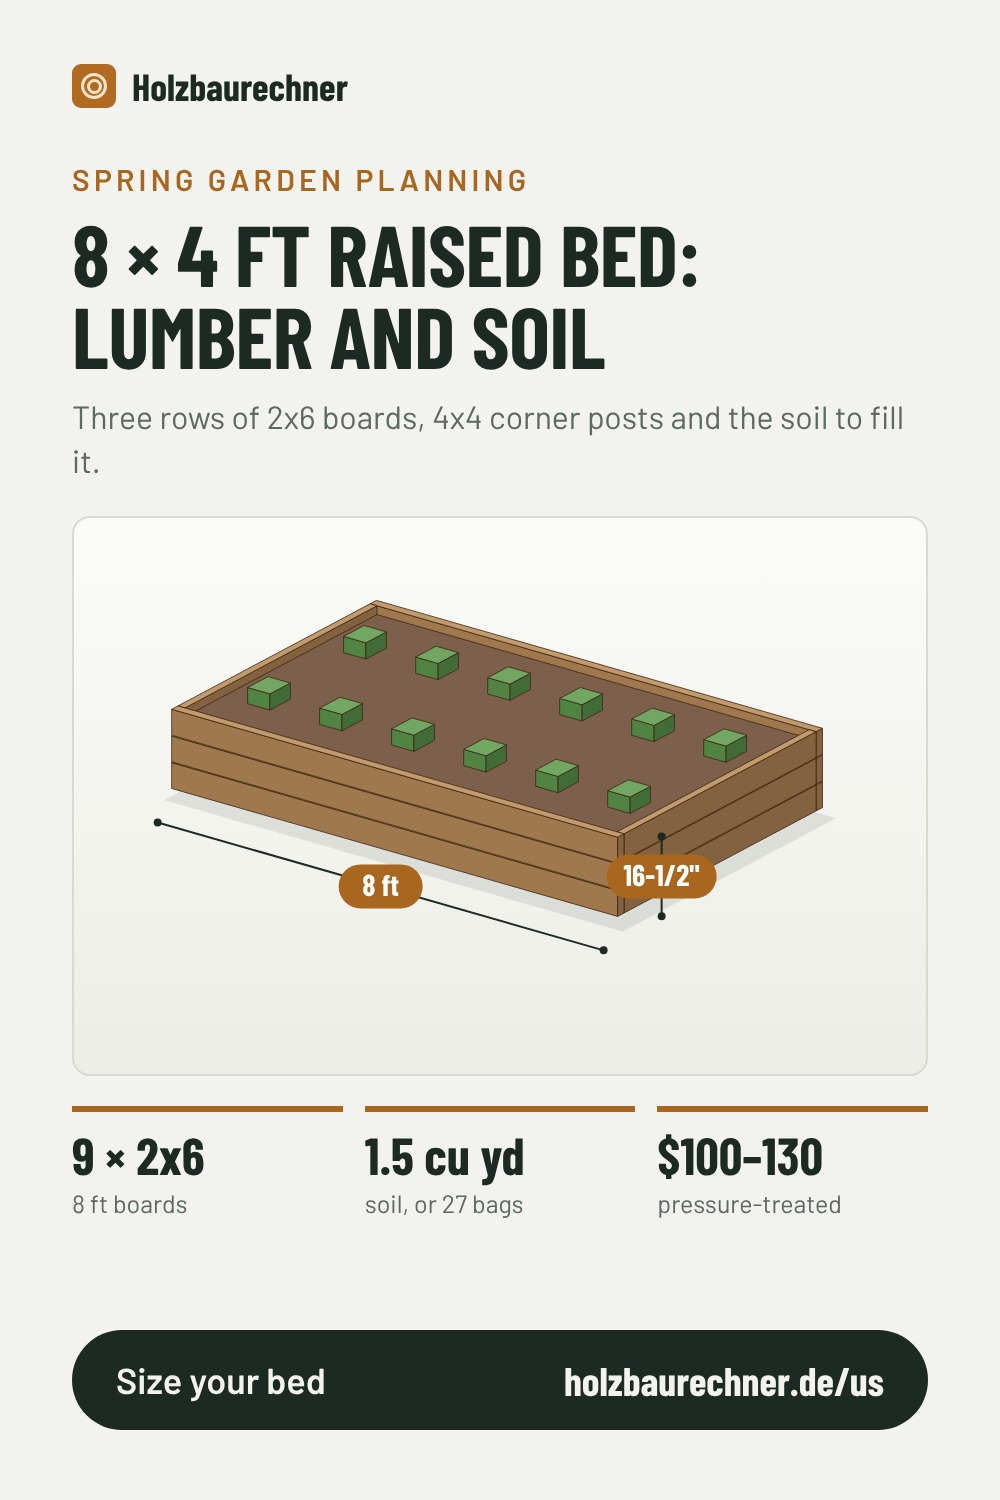 Holzbaurechner
SPRING GARDEN PLANNING
8 × 4 FT RAISED BED:
LUMBER AND SOIL
Three rows of 2x6 boards, 4x4 corner posts and the soil to fill
it.
8 ft
16-1/2"
9 × 2x6
8 ft boards
1.5 cu yd
soil, or 27 bags
$100–130
pressure-treated
Size your bed
holzbaurechner.de/us